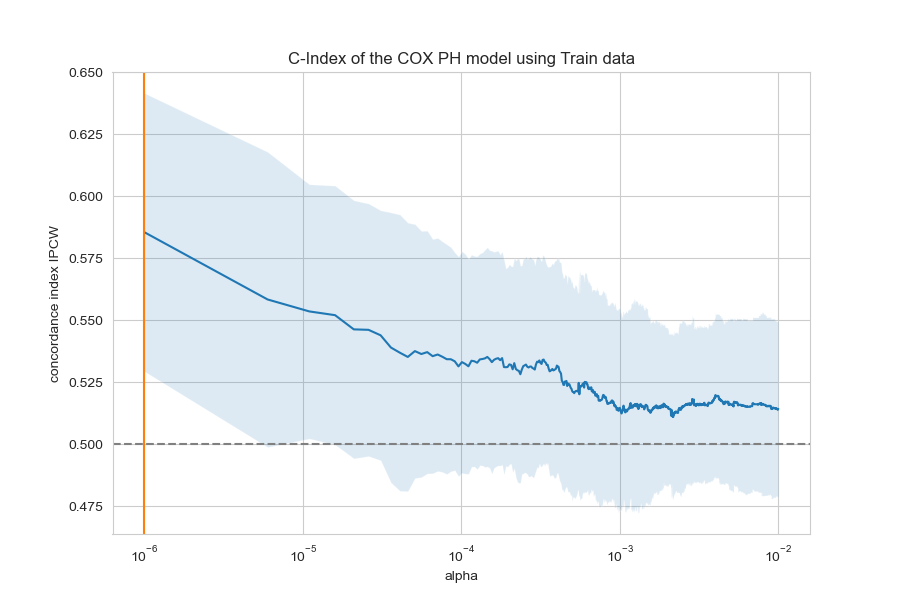 C-Index of the COX PH model using Train data
concordance index IPCW
0.650
0.625
0.600
0.575
0.550
0.525
0.500
0.475
10⁻⁶ 10⁻⁵ 10⁻⁴ 10⁻³ 10⁻²
alpha